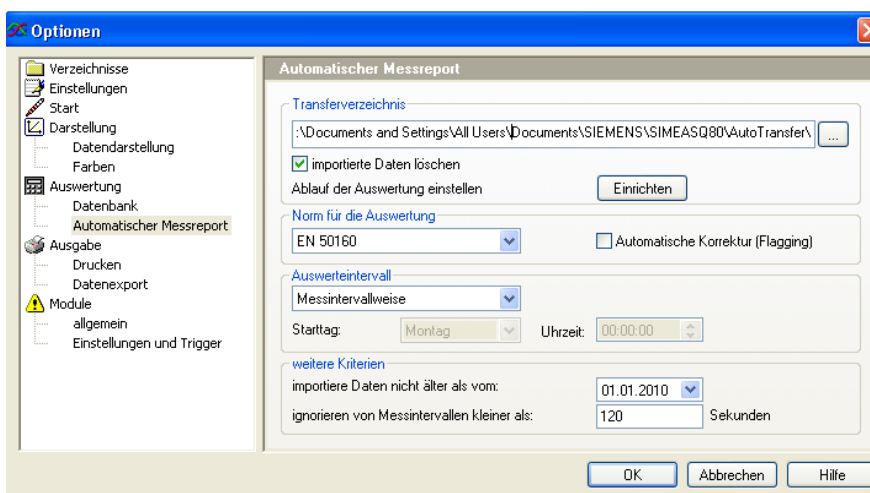 Optionen
Verzeichnisse
Einstellungen
Start
Darstellung
Datendarstellung
Farben
Auswertung
Datenbank
Automatischer Messreport
Ausgabe
Drucken
Datenexport
Module
allgemein
Einstellungen und Trigger
Automatischer Messreport
Transferverzeichnis
:\Documents and Settings\All Users\Documents\SIEMENS\SIMEASQ80\AutoTransfer\ ...
importierte Daten löschen
Ablauf der Auswertung einstellen Einrichten
Norm für die Auswertung
EN 50160 Automatische Korrektur (Flagging)
Auswerteintervall
Messintervallweise
Starttag: Montag Uhrzeit: 00:00:00
weitere Kriterien
importiere Daten nicht älter als vom: 01.01.2010
ignorieren von Messintervallen kleiner als: 120 Sekunden
OK Abbrechen Hilfe